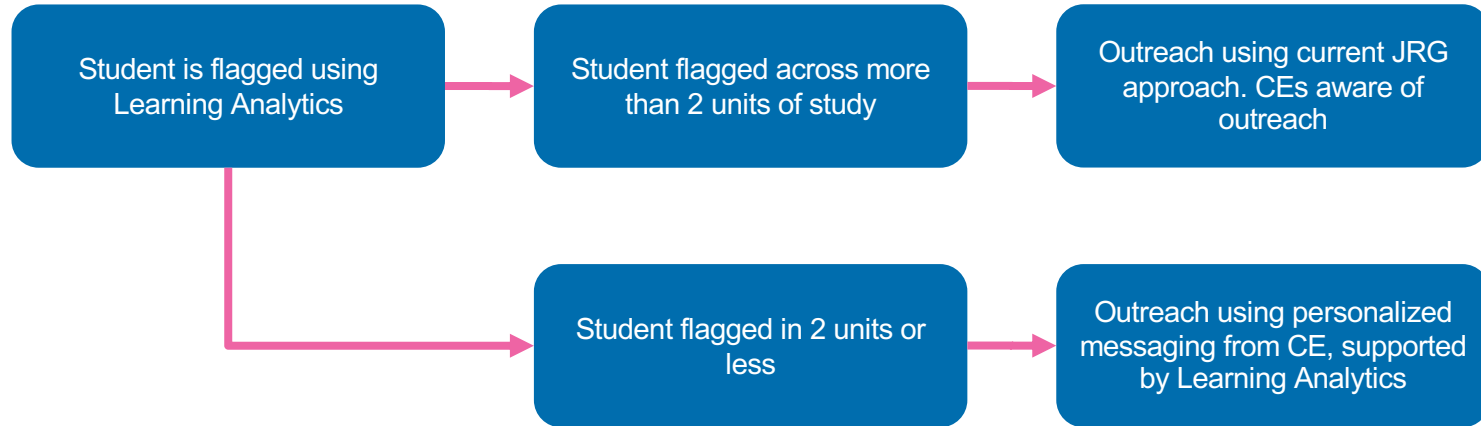 Student is flagged using
Learning Analytics
Student flagged across more
than 2 units of study
Outreach using current JRG
approach. CEs aware of
outreach
Student flagged in 2 units or
less
Outreach using personalized
messaging from CE, supported
by Learning Analytics